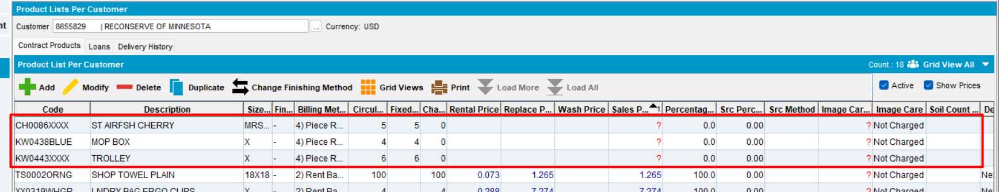 Product Lists Per Customer
nt Customer 8655829 | RECONSERVE OF MINNESOTA ... Currency: USD
Contract Products Loans Delivery History
Product List Per Customer Count : 18 Grid View All
Add Modify Delete Duplicate Change Finishing Method Grid Views Print Load More Load All Active Show Prices
Code Description Size... Fin... Billing Met... Circul... Fixed... Cha... Rental Price Replace P... Wash Price Sales P... 1 Percentag... Src Perc... Src Method Image Car... Image Care Soil Count ... De
CH0086XXXX ST AIRFSH CHERRY MRS... - 4) Piece R... 5 5 0 ? 0.0 0.00 ? Not Charged
KW0438BLUE MOP BOX X - 4) Piece R... 4 4 0 ? 0.0 0.00 ? Not Charged
KW0443XXXX TROLLEY X - 4) Piece R... 6 6 0 ? 0.0 0.00 ? Not Charged
TS0002ORNG SHOP TOWEL PLAIN 18X18 - 2) Rent Ba... 100 100 0.073 1.265 1.265 100.0 0.00 ? Not Charged Ne
XX0319WHGR LNDRY BAG ERGO CLIPS X 2) Rent Ba 4 4 0.288 7.274 7.274 100.0 0.00 ? Not Charged Ne